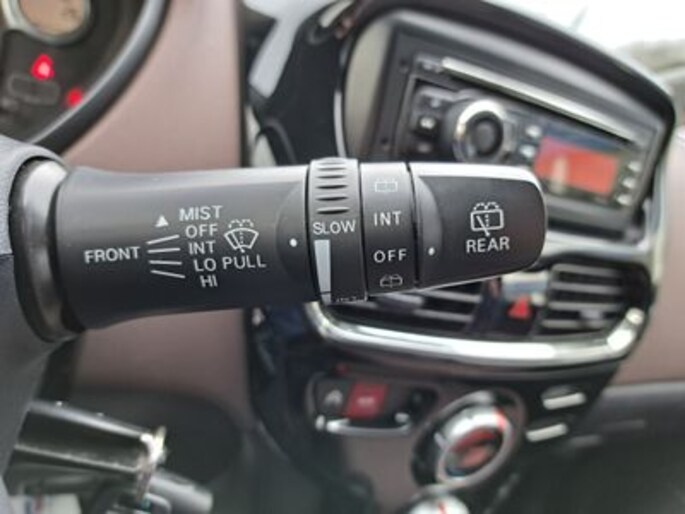 MIST
OFF
FRONT INT
LO PULL
HI
SLOW
INT
OFF
REAR